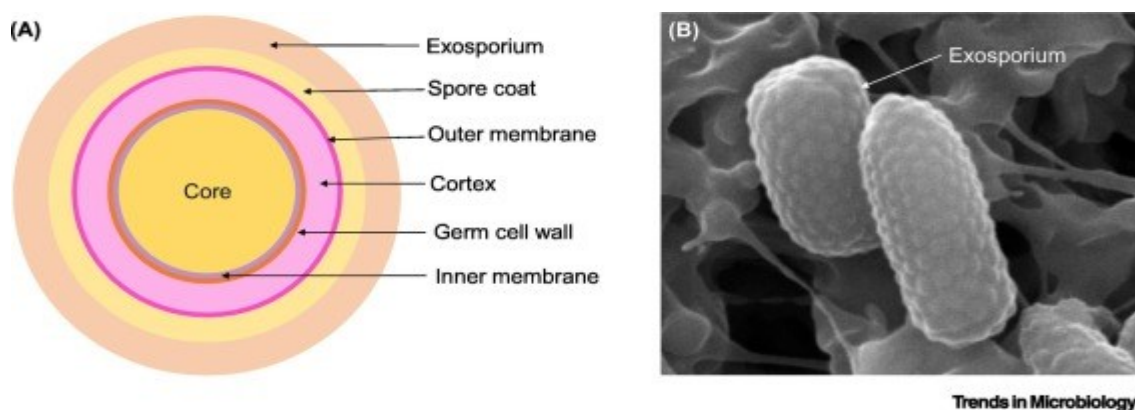 (A)
Exosporium
Spore coat
Outer membrane
Cortex
Germ cell wall
Inner membrane
Core
(B)
Exosporium
Trends in Microbiology